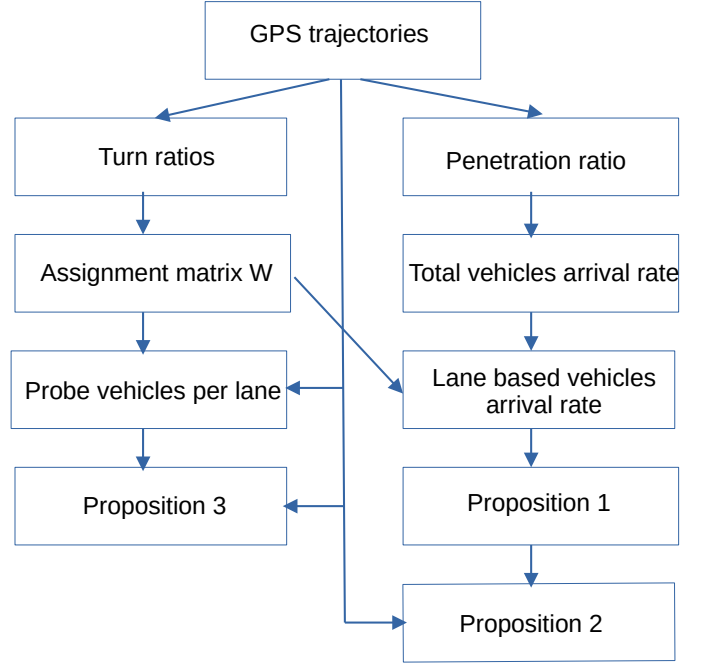 GPS trajectories
Turn ratios
Penetration ratio
Assignment matrix W
Total vehicles arrival rate
Probe vehicles per lane
Lane based vehicles
arrival rate
Proposition 3
Proposition 1
Proposition 2